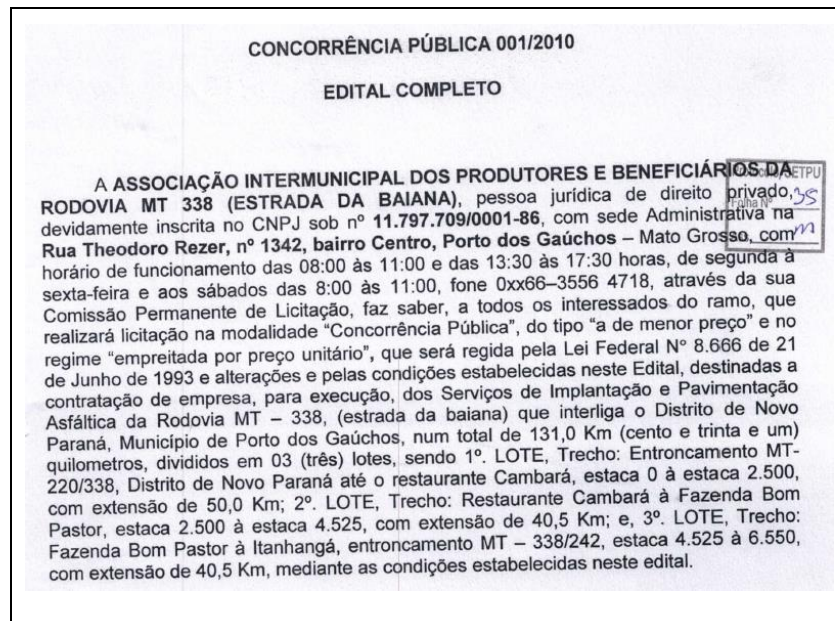 CONCORRÊNCIA PÚBLICA 001/2010
EDITAL COMPLETO
A ASSOCIAÇÃO INTERMUNICIPAL DOS PRODUTORES E BENEFICIÁRIOS DA
RODOVIA MT 338 (ESTRADA DA BAIANA), pessoa jurídica de direito privado,
devidamente inscrita no CNPJ sob nº 11.797.709/0001-86, com sede Administrativa na
Rua Theodoro Rezer, nº 1342, bairro Centro, Porto dos Gaúchos – Mato Grosso, com
horário de funcionamento das 08:00 às 11:00 e das 13:30 às 17:30 horas, de segunda à
sexta-feira e aos sábados das 8:00 às 11:00, fone 0xx66–3556 4718, através da sua
Comissão Permanente de Licitação, faz saber, a todos os interessados do ramo, que
realizará licitação na modalidade “Concorrência Pública”, do tipo “a de menor preço” e no
regime “empreitada por preço unitário”, que será regida pela Lei Federal Nº 8.666 de 21
de Junho de 1993 e alterações e pelas condições estabelecidas neste Edital, destinadas a
contratação de empresa, para execução, dos Serviços de Implantação e Pavimentação
Asfáltica da Rodovia MT – 338, (estrada da baiana) que interliga o Distrito de Novo
Paraná, Município de Porto dos Gaúchos, num total de 131,0 Km (cento e trinta e um)
quilometros, divididos em 03 (três) lotes, sendo 1º. LOTE, Trecho: Entroncamento MT-
220/338, Distrito de Novo Paraná até o restaurante Cambará, estaca 0 à estaca 2.500,
com extensão de 50,0 Km; 2º. LOTE, Trecho: Restaurante Cambará à Fazenda Bom
Pastor, estaca 2.500 à estaca 4.525, com extensão de 40,5 Km; e, 3º. LOTE, Trecho:
Fazenda Bom Pastor à Itanhangá, entroncamento MT – 338/242, estaca 4.525 à 6.550,
com extensão de 40,5 Km, mediante as condições estabelecidas neste edital.
SETPU
Folha Nº 35